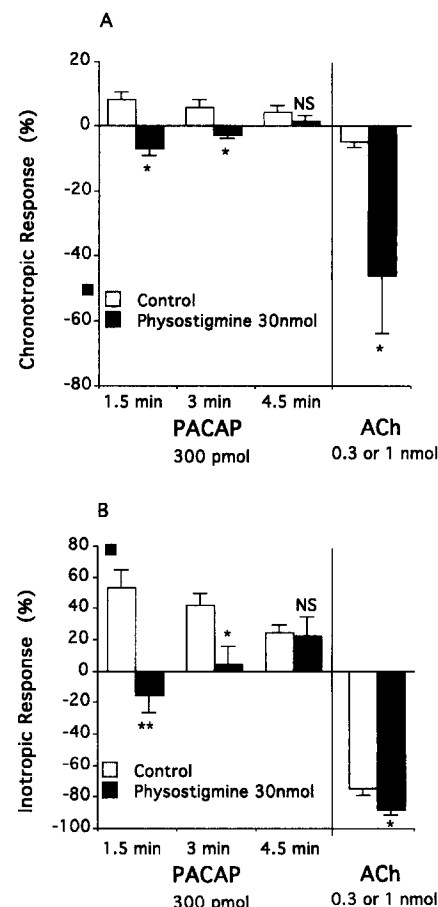 A
20
0
-20
-40
-60
-80
Chronotropic Response (%)
NS
*
*
*
Control
Physostigmine 30nmol
1.5 min 3 min 4.5 min
PACAP ACh
300 pmol 0.3 or 1 nmol
B
80
60
40
20
0
-20
-40
-60
-80
-100
Inotropic Response (%)
NS
*
**
*
Control
Physostigmine 30nmol
1.5 min 3 min 4.5 min
PACAP ACh
300 pmol 0.3 or 1 nmol